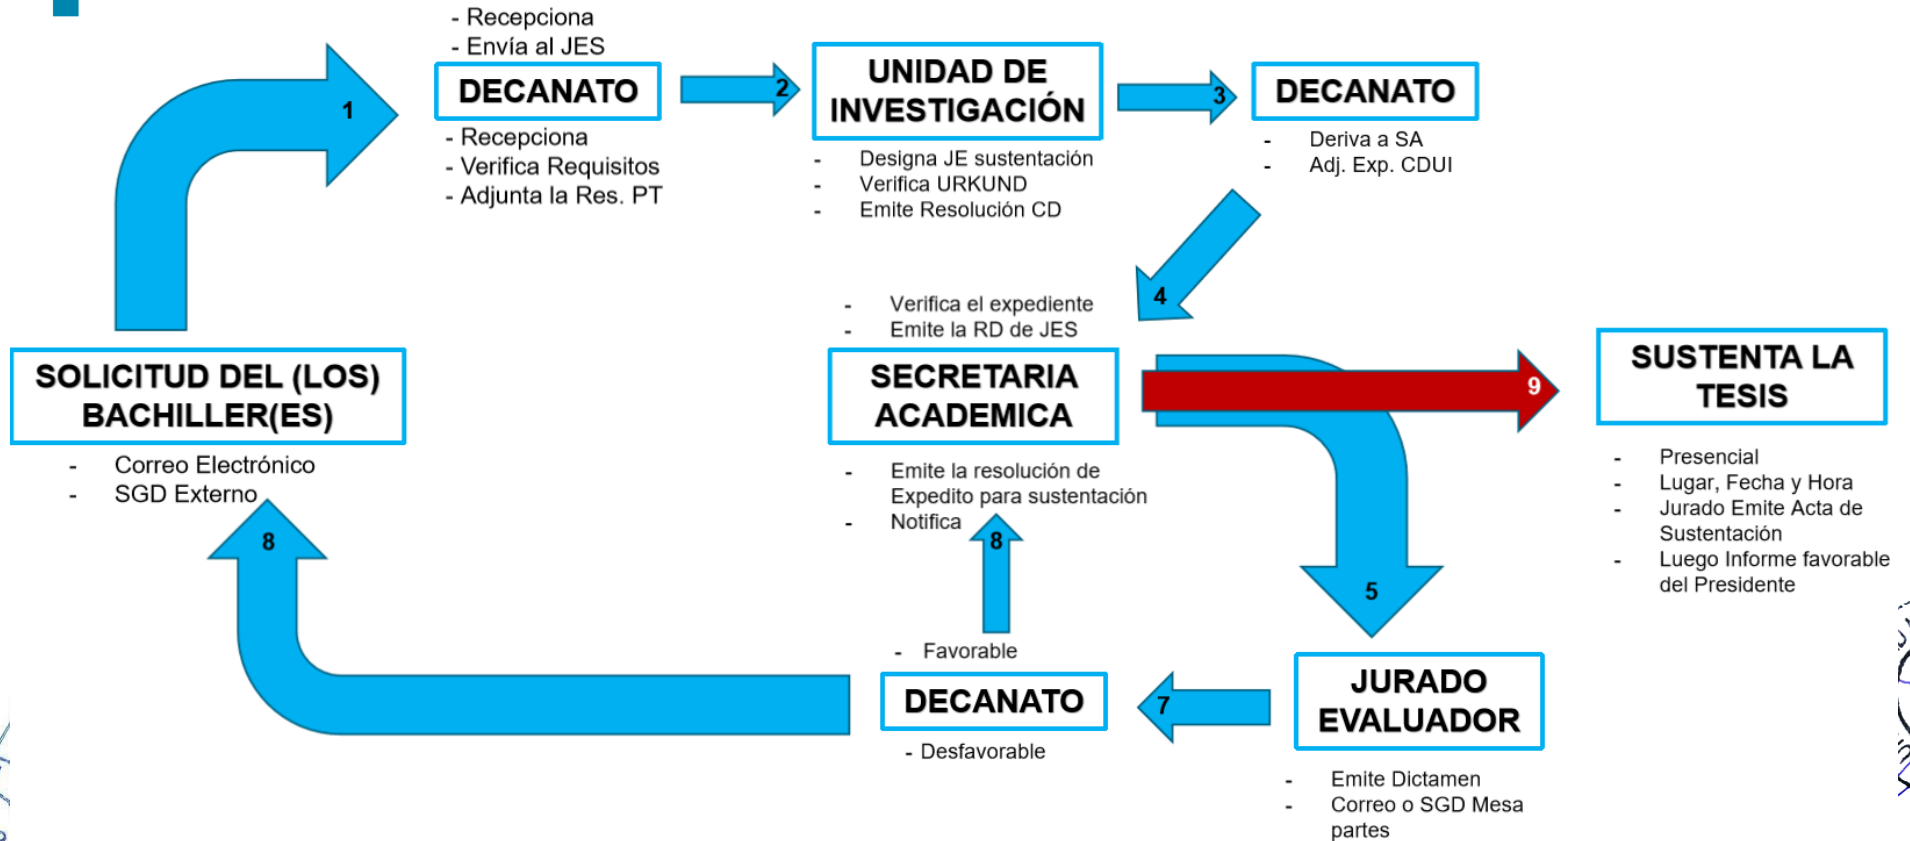 - Recepciona
- Envía al JES
1
DECANATO
- Recepciona
- Verifica Requisitos
- Adjunta la Res. PT
2
UNIDAD DE
INVESTIGACIÓN
- Designa JE sustentación
- Verifica URKUND
- Emite Resolución CD
3
DECANATO
- Deriva a SA
- Adj. Exp. CDUI
4
- Verifica el expediente
- Emite la RD de JES
SECRETARIA
ACADEMICA
- Emite la resolución de
Expedito para sustentación
- Notifica
9
SUSTENTA LA
TESIS
- Presencial
- Lugar, Fecha y Hora
- Jurado Emite Acta de
Sustentación
- Luego Informe favorable
del Presidente
5
JURADO
EVALUADOR
- Emite Dictamen
- Correo o SGD Mesa
partes
7
- Favorable
DECANATO
- Desfavorable
8
8
SOLICITUD DEL (LOS)
BACHILLER(ES)
- Correo Electrónico
- SGD Externo